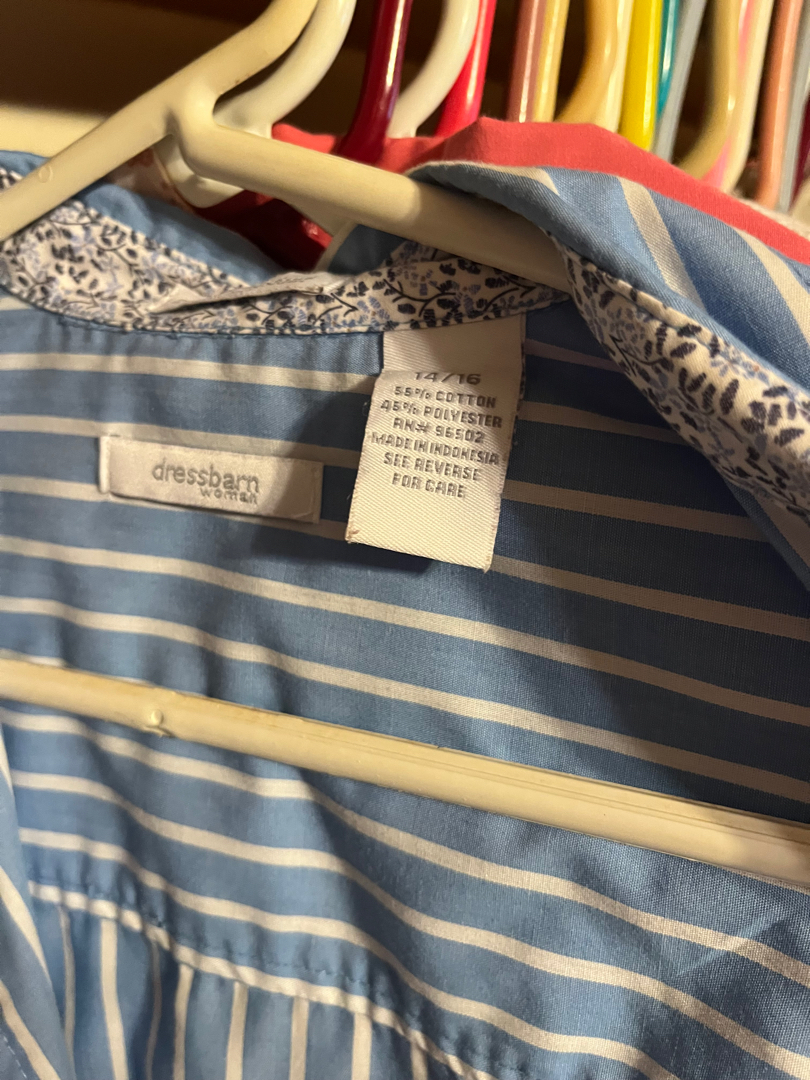 dressbarn
woman
14/16
55% COTTON
45% POLYESTER
RN# 96502
MADE IN INDONESIA
SEE REVERSE
FOR CARE